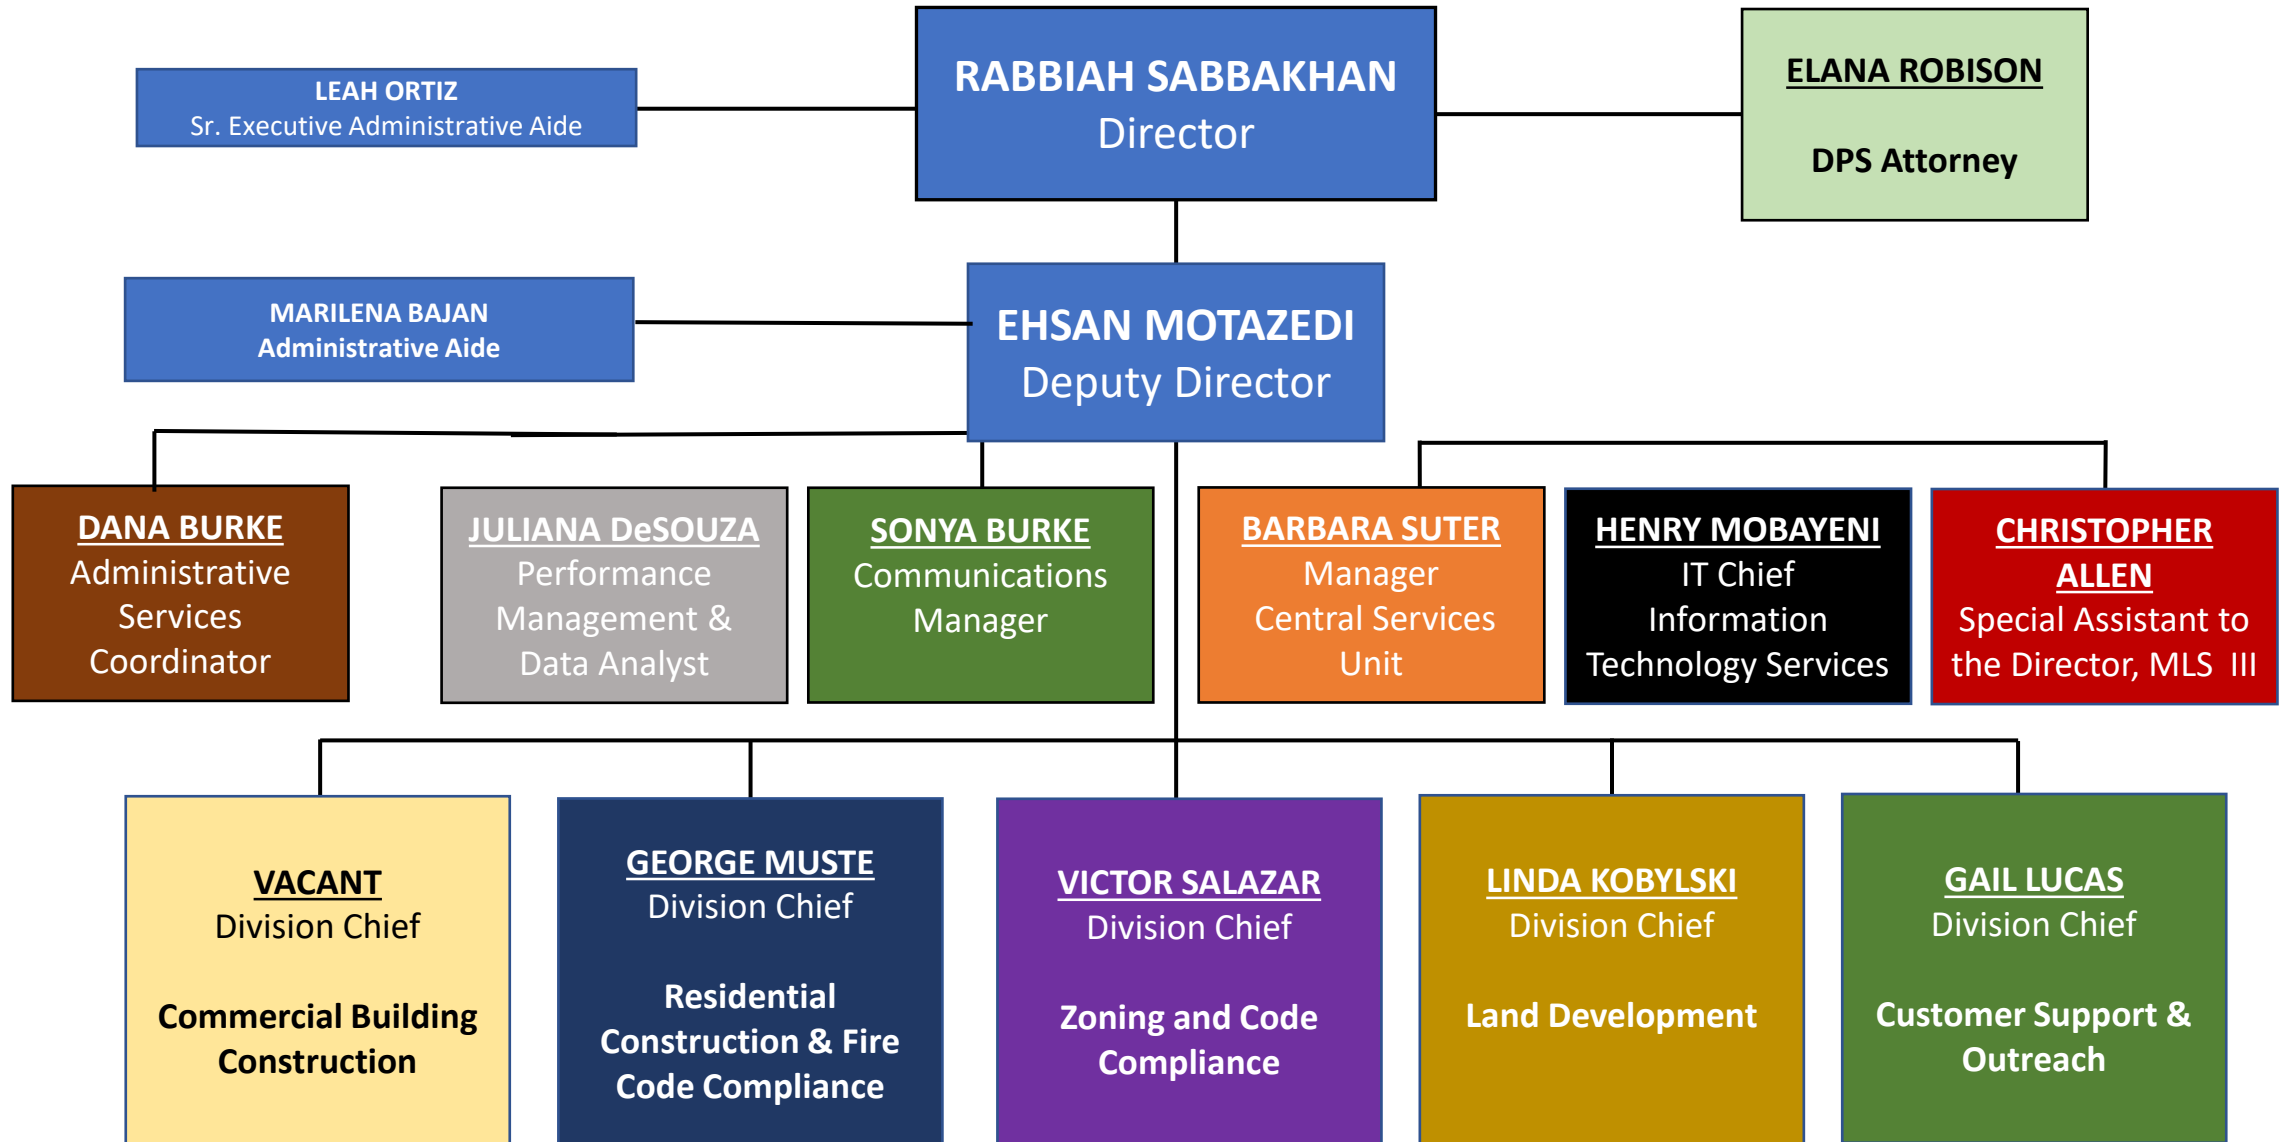 RABBIAH SABBAKHAN
Director
LEAH ORTIZ
Sr. Executive Administrative Aide
ELANA ROBISON
DPS Attorney
EHSAN MOTAZEDI
Deputy Director
MARILENA BAJAN
Administrative Aide
DANA BURKE
Administrative
Services
Coordinator
JULIANA DeSOUZA
Performance
Management &
Data Analyst
SONYA BURKE
Communications
Manager
BARBARA SUTER
Manager
Central Services
Unit
HENRY MOBAYENI
IT Chief
Information
Technology Services
CHRISTOPHER
ALLEN
Special Assistant to
the Director, MLS III
VACANT
Division Chief
Commercial Building
Construction
GEORGE MUSTE
Division Chief
Residential
Construction & Fire
Code Compliance
VICTOR SALAZAR
Division Chief
Zoning and Code
Compliance
LINDA KOBYLSKI
Division Chief
Land Development
GAIL LUCAS
Division Chief
Customer Support &
Outreach